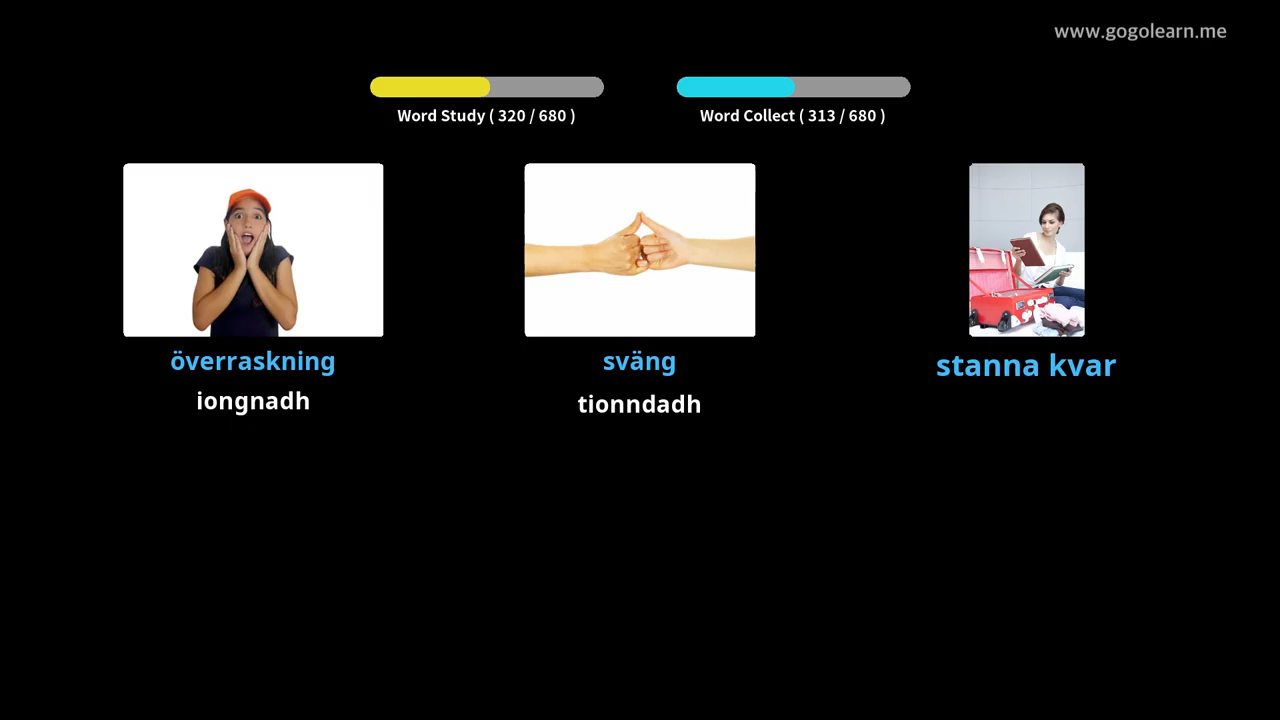 www.gogolearn.me
Word Study ( 320 / 680 )
Word Collect ( 313 / 680 )
överraskning
sväng
stanna kvar
iongnadh
tionndadh